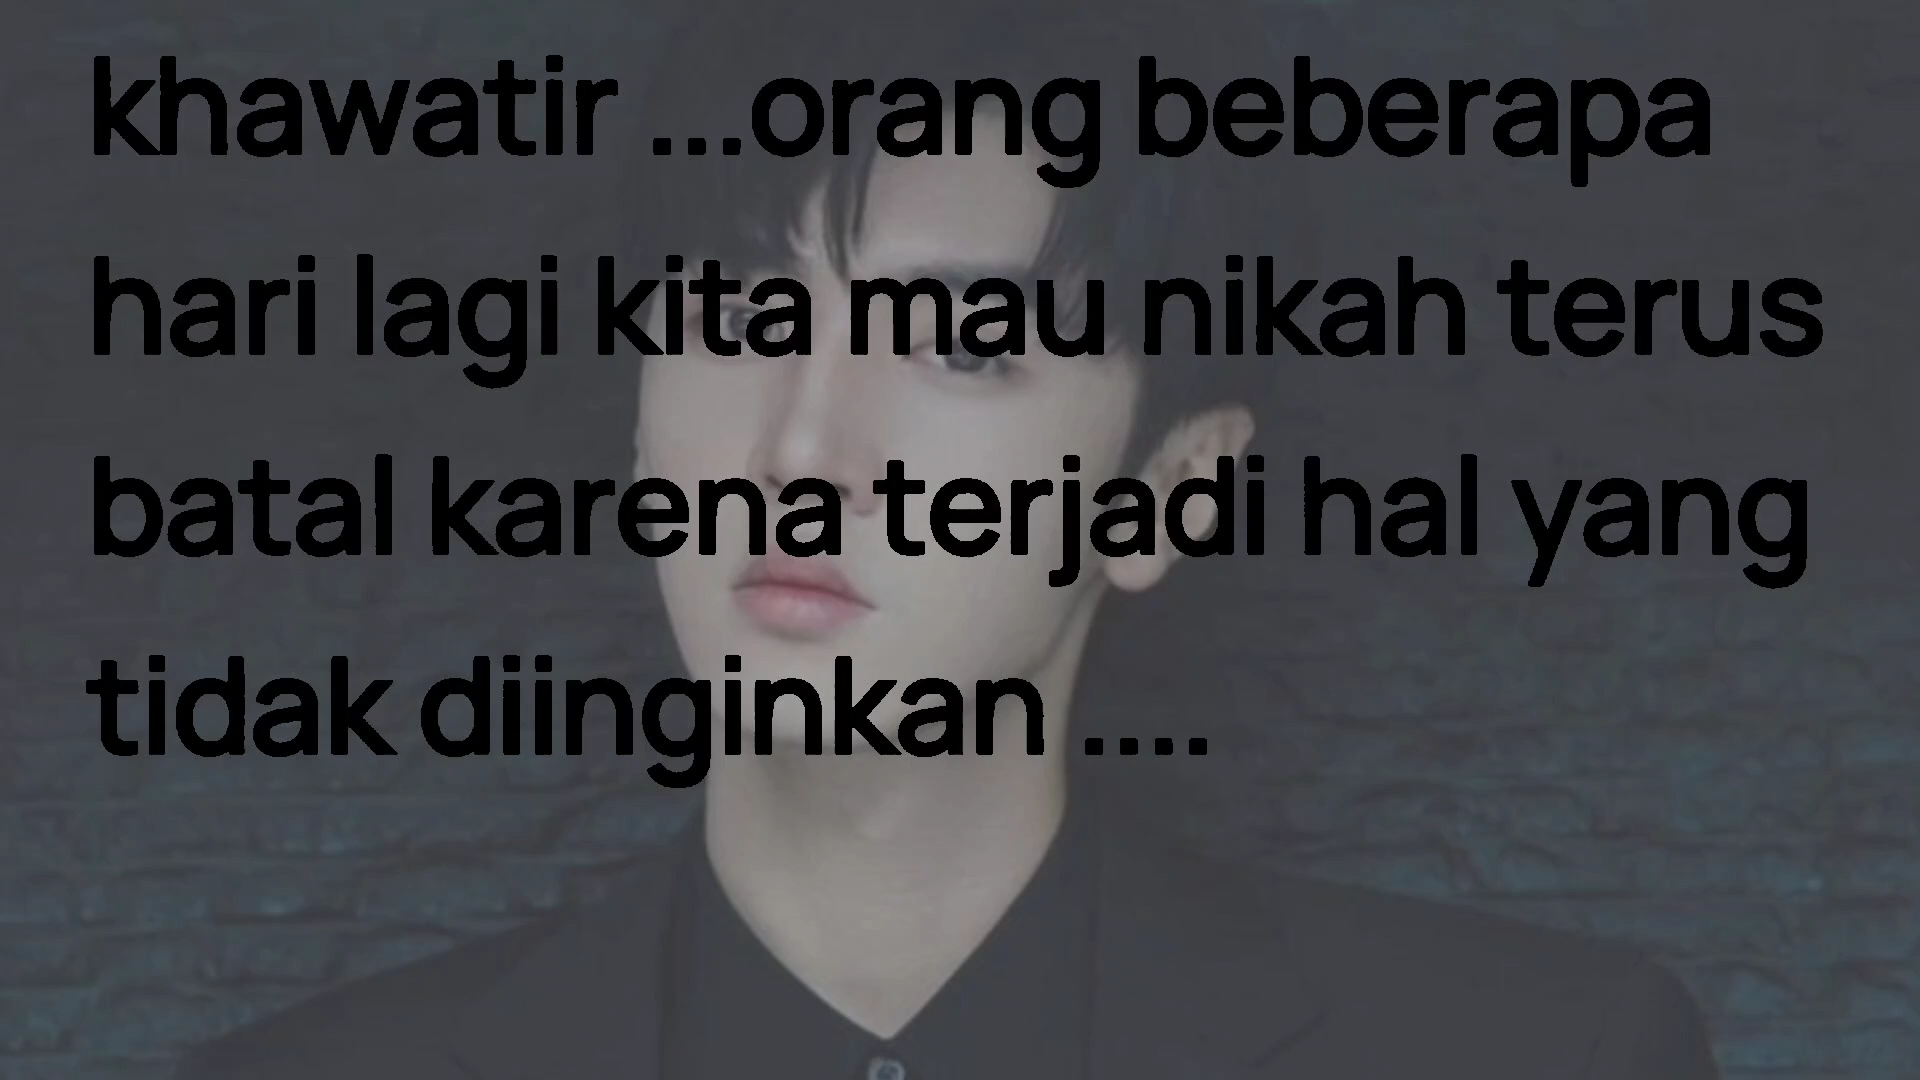 khawatir ...orang beberapa
hari lagi kita mau nikah terus
batal karena terjadi hal yang
tidak diinginkan ....